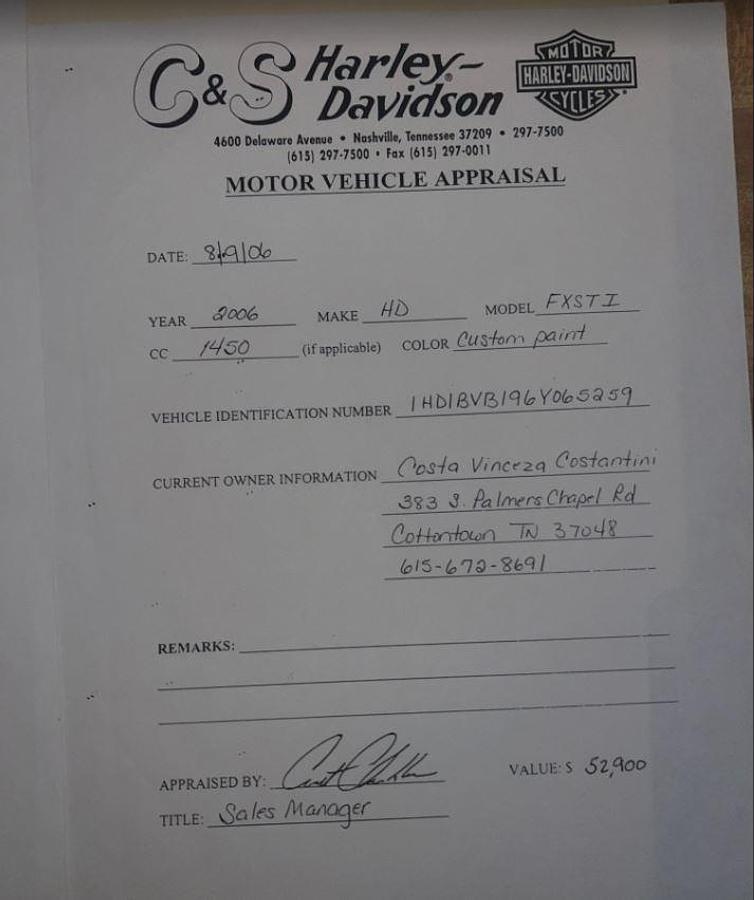 C&S Harley-Davidson
MOTOR
HARLEY-DAVIDSON
CYCLES
4600 Delaware Avenue • Nashville, Tennessee 37209 • 297-7500
(615) 297-7500 • Fax (615) 297-0011
MOTOR VEHICLE APPRAISAL
DATE: 8/9/06
YEAR 2006 MAKE HD MODEL FXSTI
CC 1450 (if applicable) COLOR Custom paint
VEHICLE IDENTIFICATION NUMBER 1HD1BVB196Y065259
CURRENT OWNER INFORMATION Costa Vinceza Costantini
383 S. Palmers Chapel Rd
Cottontown TN 37048
615-672-8691
REMARKS:
APPRAISED BY: VALUE: $ 52,900
TITLE: Sales Manager